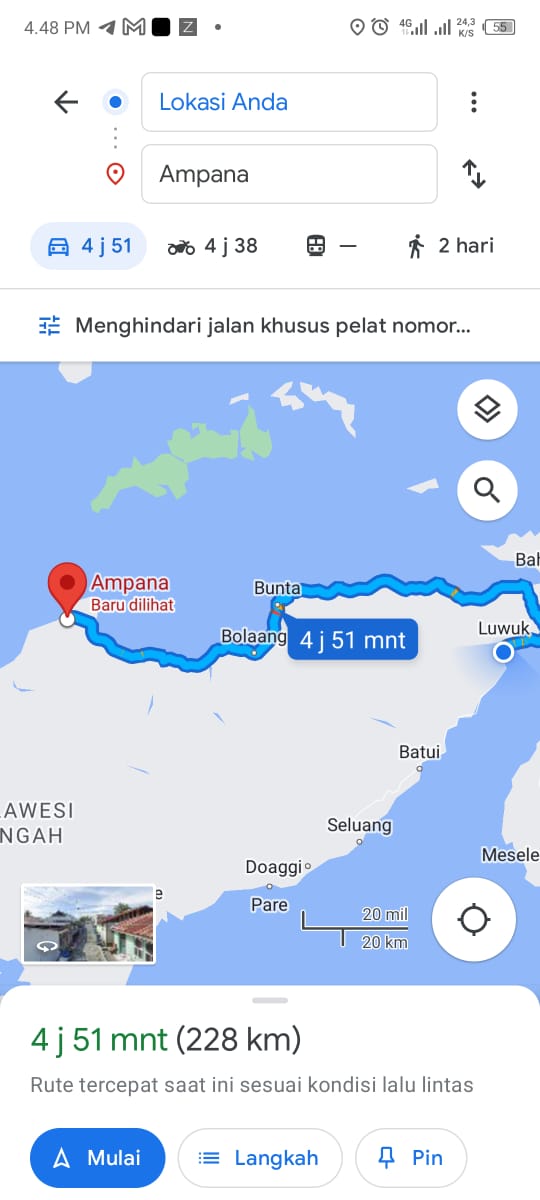 4.48 PM
Z
4G
24,3
K/S
55
Lokasi Anda
Ampana
4 j 51
4 j 38
—
2 hari
Menghindari jalan khusus pelat nomor...
Ampana
Baru dilihat
Bunta
Bah
Bolaang
4 j 51 mnt
Luwuk
Batui
LAWESI
NGAH
Seluang
Mesele
Doaggi
e
Pare
20 mil
20 km
4 j 51 mnt (228 km)
Rute tercepat saat ini sesuai kondisi lalu lintas
Mulai
Langkah
Pin